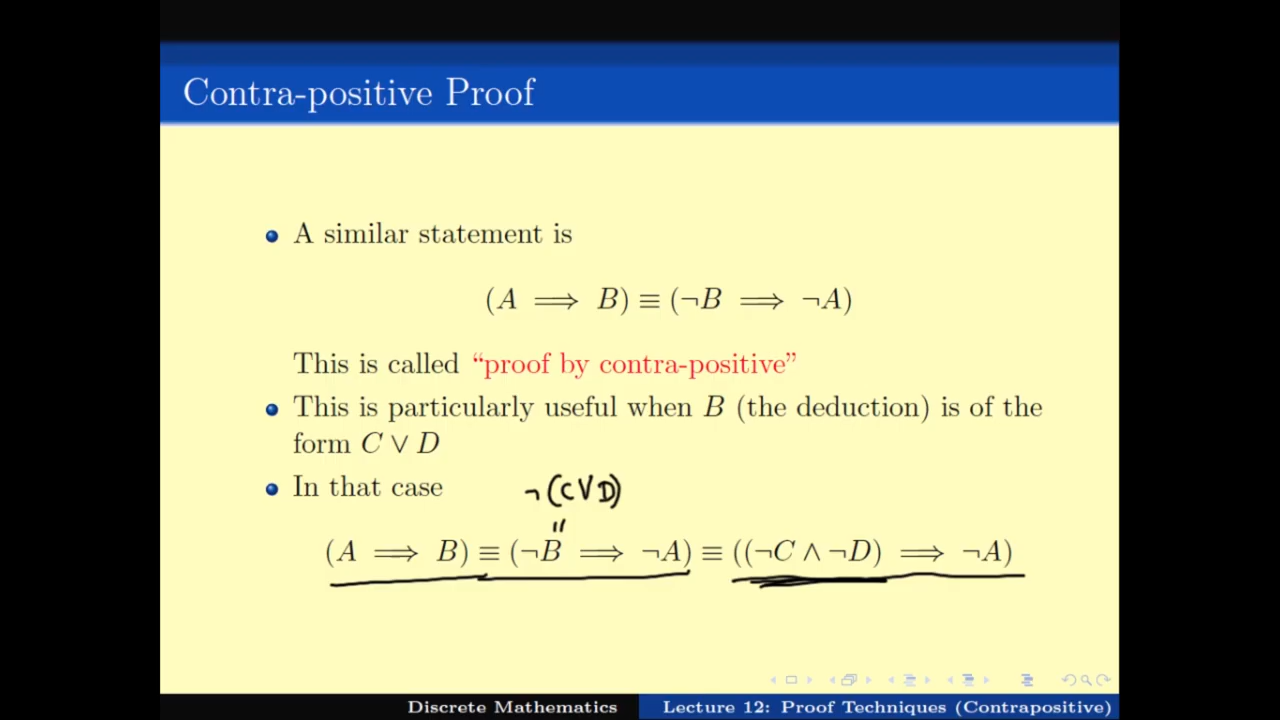 Contra-positive Proof
A similar statement is
(A ⟹ B) ≡ (¬B ⟹ ¬A)
This is called “proof by contra-positive”
This is particularly useful when B (the deduction) is of the
form C ∨ D
In that case
¬(C∨D)
"
(A ⟹ B) ≡ (¬B ⟹ ¬A) ≡ ((¬C ∧ ¬D) ⟹ ¬A)
Discrete Mathematics
Lecture 12: Proof Techniques (Contrapositive)